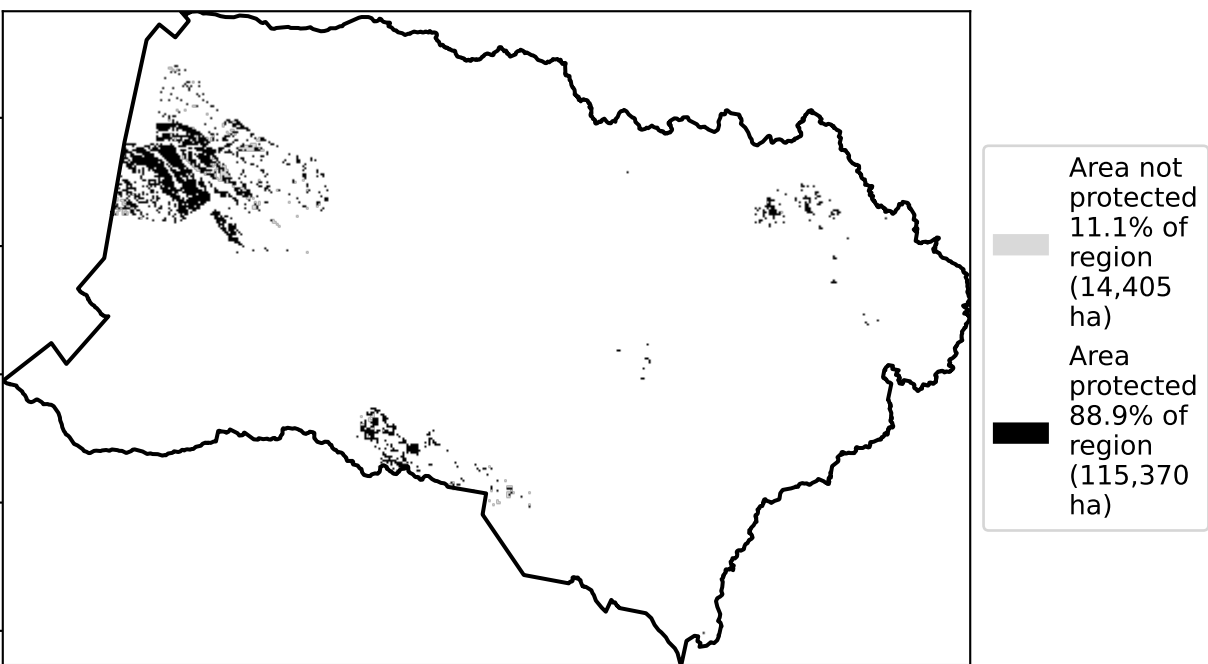 Area not
protected
11.1% of
region
(14,405
ha)
Area
protected
88.9% of
region
(115,370
ha)